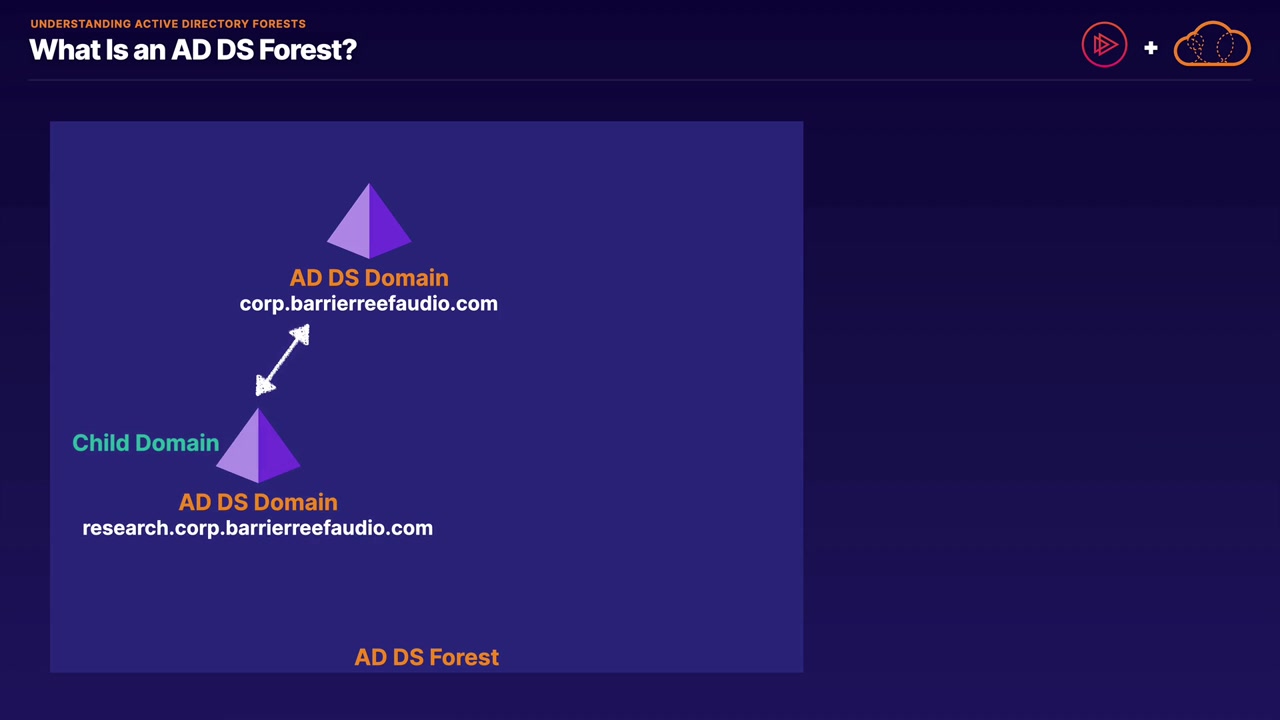 UNDERSTANDING ACTIVE DIRECTORY FORESTS
What Is an AD DS Forest?
+
AD DS Domain
corp.barrierreefaudio.com
Child Domain
AD DS Domain
research.corp.barrierreefaudio.com
AD DS Forest